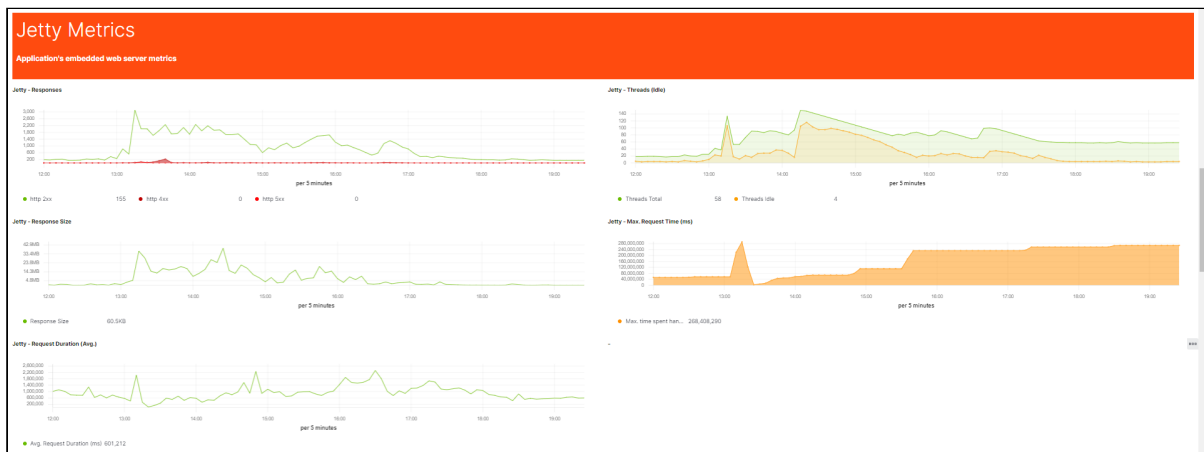 Jetty Metrics
Application's embedded web server metrics
Jetty - Responses
3,000
2,600
2,200
1,800
1,400
1,000
600
200
12:00 13:00 14:00 15:00 16:00 17:00 18:00 19:00
per 5 minutes
http 2xx 155 http 4xx 0 http 5xx 0
Jetty - Threads (Idle)
140
120
100
80
60
40
20
0
12:00 13:00 14:00 15:00 16:00 17:00 18:00 19:00
per 5 minutes
Threads Total 58 Threads Idle 4
Jetty - Response Size
42.9MB
33.4MB
23.8MB
14.3MB
4.8MB
12:00 13:00 14:00 15:00 16:00 17:00 18:00 19:00
per 5 minutes
Response Size 60.5KB
Jetty - Max. Request Time (ms)
280,000,000
240,000,000
200,000,000
160,000,000
120,000,000
80,000,000
40,000,000
0
12:00 13:00 14:00 15:00 16:00 17:00 18:00 19:00
per 5 minutes
Max. time spent han... 268,408,290
Jetty - Request Duration (Avg.)
2,600,000
2,200,000
1,800,000
1,400,000
1,000,000
600,000
200,000
12:00 13:00 14:00 15:00 16:00 17:00 18:00 19:00
per 5 minutes
Avg. Request Duration (ms) 601,212